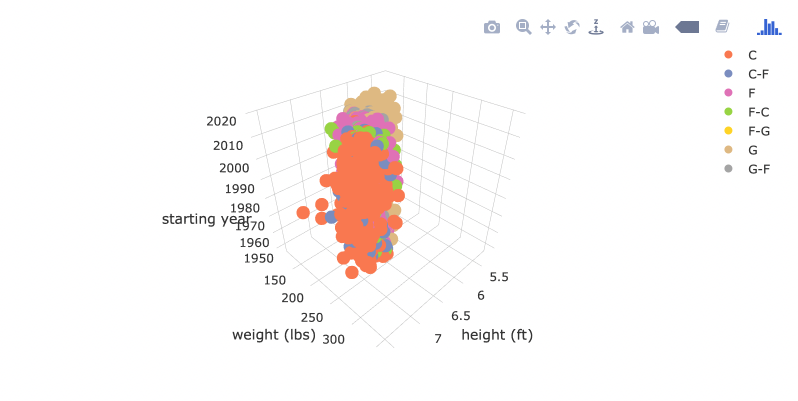 C
C-F
F
F-C
F-G
G
G-F
2020
2010
2000
1990
1980
starting year
1970
1960
1950
150
200
250
300
weight (lbs)
5.5
6
6.5
7
height (ft)
z